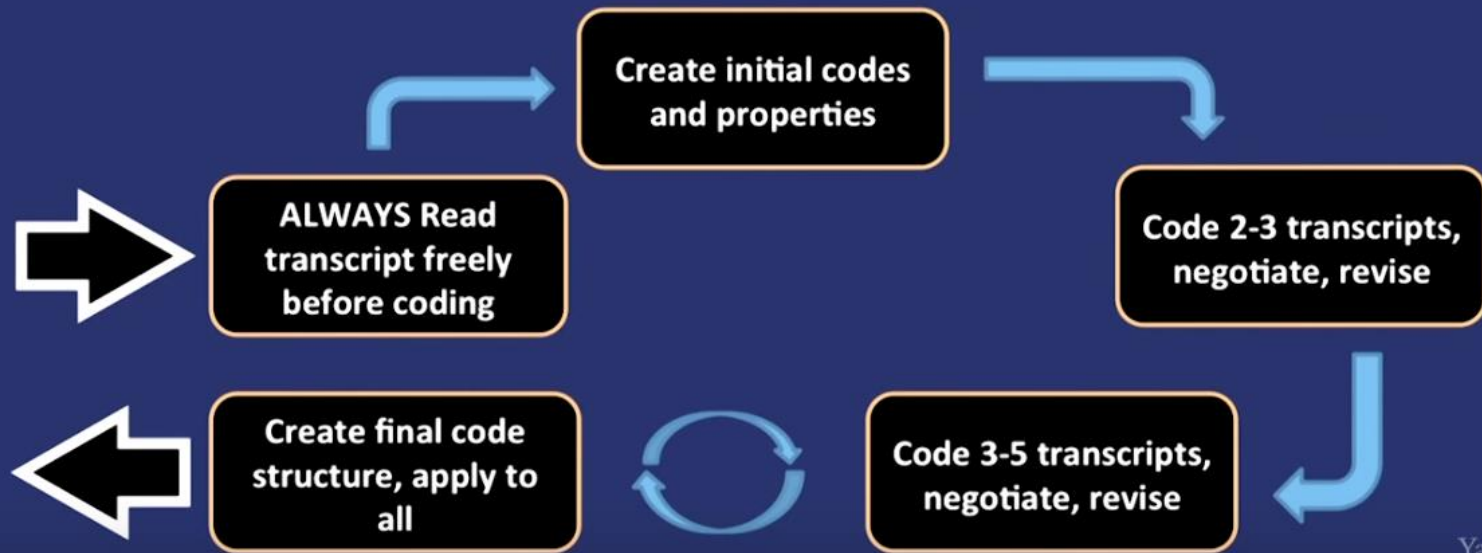 ALWAYS Read
transcript freely
before coding
Create initial codes
and properties
Code 2-3 transcripts,
negotiate, revise
Code 3-5 transcripts,
negotiate, revise
Create final code
structure, apply to
all